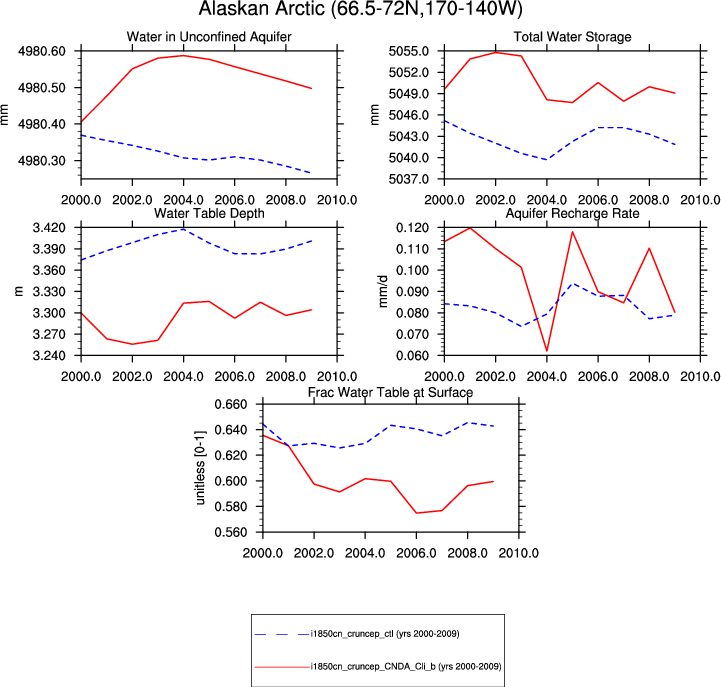 Alaskan Arctic (66.5-72N,170-140W)
Water in Unconfined Aquifer
4980.60
4980.50
4980.40
4980.30
mm
2000.0 2002.0 2004.0 2006.0 2008.0 2010.0
Total Water Storage
5055.0
5052.0
5049.0
5046.0
5043.0
5040.0
5037.0
mm
2000.0 2002.0 2004.0 2006.0 2008.0 2010.0
Water Table Depth
3.420
3.390
3.360
3.330
3.300
3.270
3.240
m
2000.0 2002.0 2004.0 2006.0 2008.0 2010.0
Aquifer Recharge Rate
0.120
0.110
0.100
0.090
0.080
0.070
0.060
mm/d
2000.0 2002.0 2004.0 2006.0 2008.0 2010.0
Frac Water Table at Surface
0.660
0.640
0.620
0.600
0.580
0.560
unitless [0-1]
2000.0 2002.0 2004.0 2006.0 2008.0 2010.0
i1850cn_cruncep_ctl (yrs 2000-2009)
i1850cn_cruncep_CNDA_Cli_b (yrs 2000-2009)